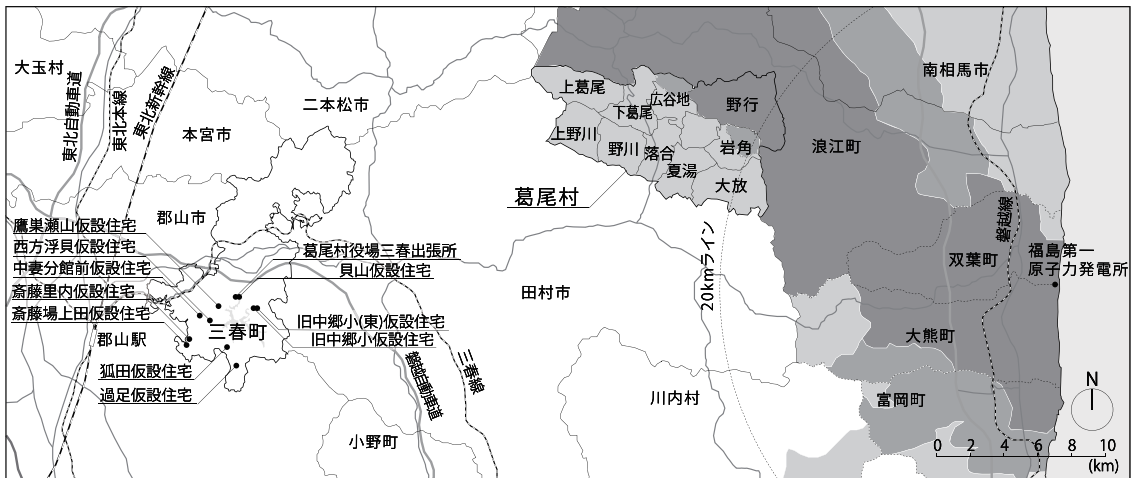 大玉村
東北自動車道
東北本線
東北新幹線
二本松市
本宮市
郡山市
鷹巣瀬山仮設住宅
西方浮貝仮設住宅
中妻分館前仮設住宅
斎藤里内仮設住宅
斎藤場上田仮設住宅
郡山駅
三春町
狐田仮設住宅
過足仮設住宅
葛尾村役場三春出張所
貝山仮設住宅
旧中郷小(東)仮設住宅
旧中郷小仮設住宅
磐越自動車道
三春線
小野町
田村市
川内村
20kmライン
葛尾村
上葛尾
下葛尾
広谷地
野行
上野川
野川
落合
岩角
夏湯
大放
南相馬市
浪江町
磐越線
双葉町
福島第一
原子力発電所
大熊町
富岡町
N
0 2 4 6 8 10
(km)